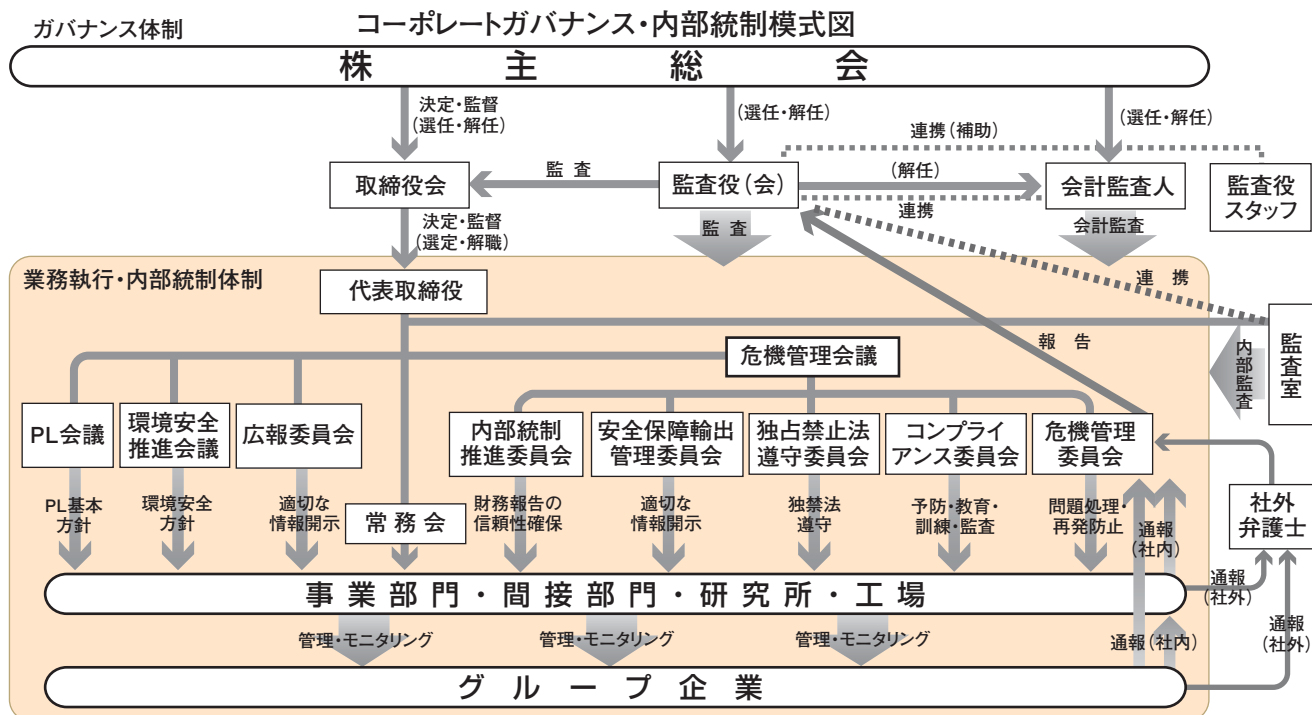 コーポレートガバナンス・内部統制模式図
ガバナンス体制
株主総会
決定・監督
(選任・解任)
(選任・解任)
連携(補助)
(選任・解任)
取締役会
監査
監査役(会)
(解任)
連携
会計監査人
監査役
スタッフ
決定・監督
(選定・解職)
監査
会計監査
業務執行・内部統制体制
代表取締役
連携
報告
内部監査
監査室
危機管理会議
PL会議
環境安全
推進会議
広報委員会
内部統制
推進委員会
安全保障輸出
管理委員会
独占禁止法
遵守委員会
コンプライ
アンス委員会
危機管理
委員会
PL基本
方針
環境安全
方針
適切な
情報開示
常務会
財務報告の
信頼性確保
適切な
情報開示
独禁法
遵守
予防・教育・
訓練・監査
問題処理・
再発防止
通報
(社内)
社外
弁護士
事業部門・間接部門・研究所・工場
通報
(社外)
管理・モニタリング
管理・モニタリング
管理・モニタリング
通報(社内)
通報
(社外)
グループ企業